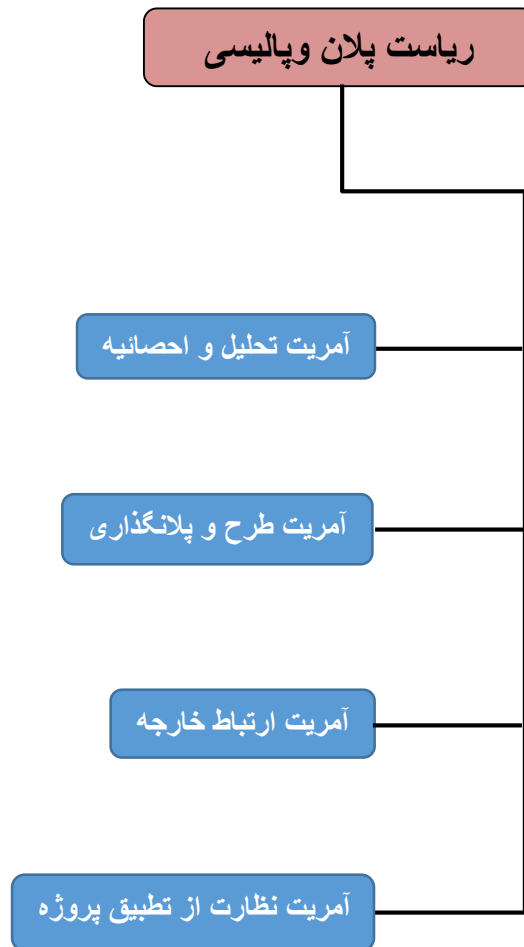 ریاست پلان وپالیسی
آمریت تحلیل و احصائیه
آمریت طرح و پلانگذاری
آمریت ارتباط خارجه
آمریت نظارت از تطبیق پروژه